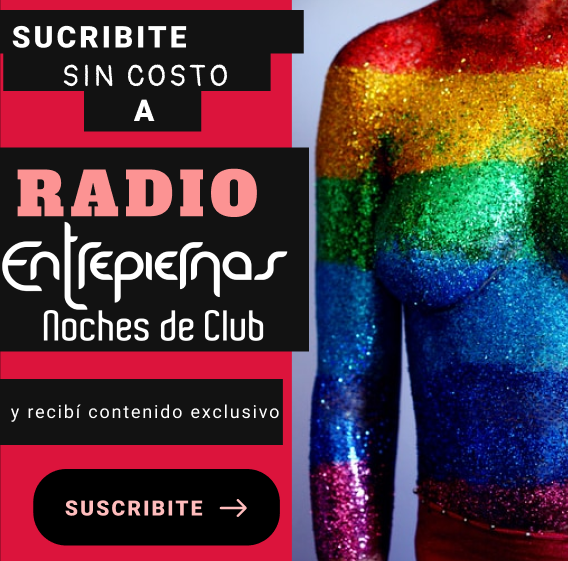 SUCRIBITE
SIN COSTO
A
RADIO
Entrepiernas
Noches de Club
y recibí contenido exclusivo
SUSCRIBITE →